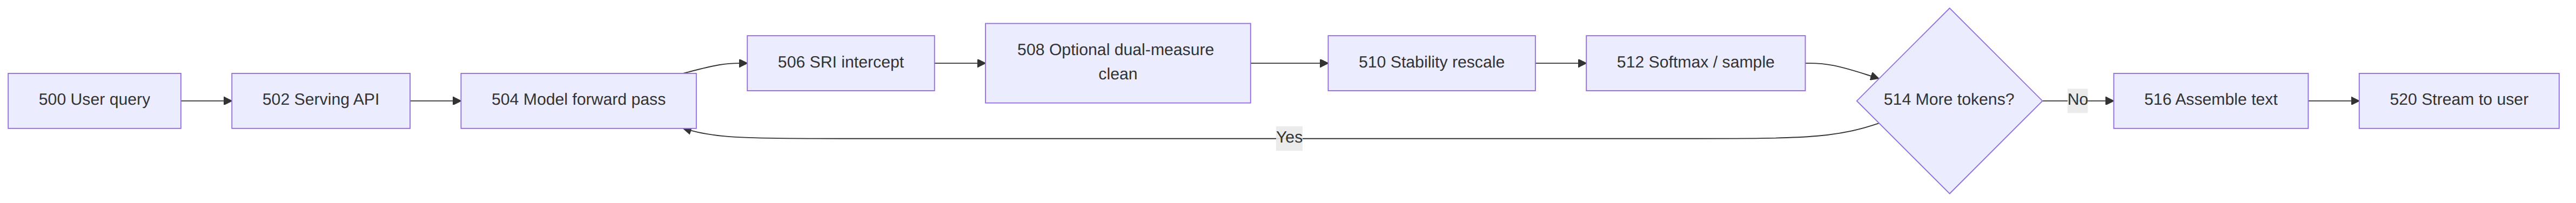 500 User query
502 Serving API
504 Model forward pass
506 SRI intercept
508 Optional dual-measure
clean
510 Stability rescale
512 Softmax / sample
514 More tokens?
Yes
No
516 Assemble text
520 Stream to user